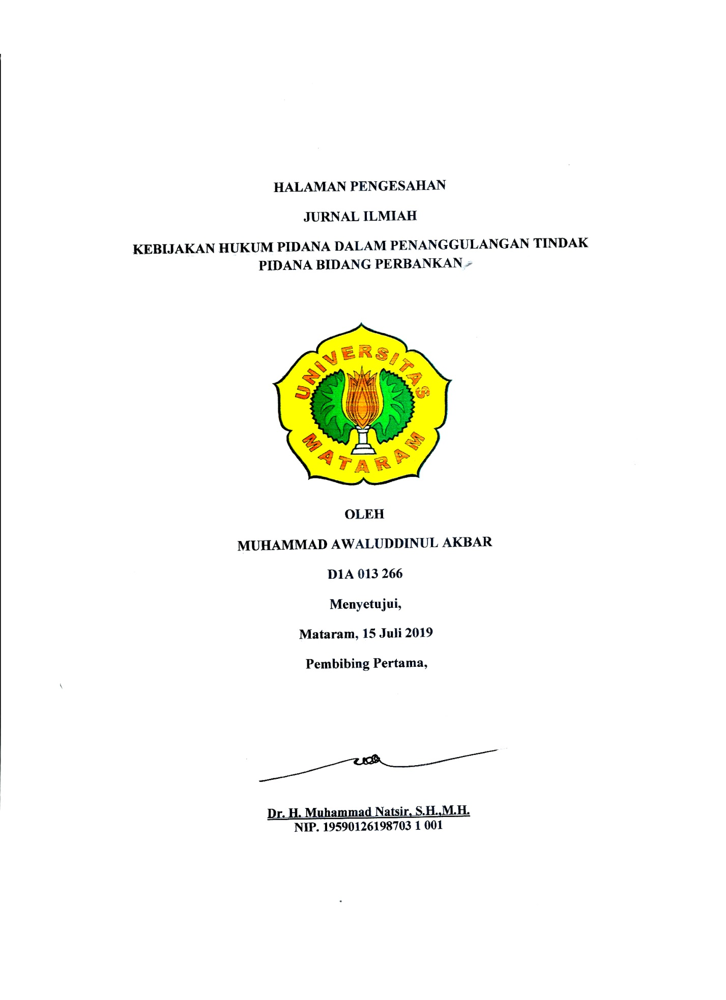 HALAMAN PENGESAHAN
JURNAL ILMIAH
KEBIJAKAN HUKUM PIDANA DALAM PENANGGULANGAN TINDAK
PIDANA BIDANG PERBANKAN
UNIVERSITAS
MATARAM
OLEH
MUHAMMAD AWALUDDINUL AKBAR
D1A 013 266
Menyetujui,
Mataram, 15 Juli 2019
Pembibing Pertama,
Dr. H. Muhammad Natsir, S.H.,M.H.
NIP. 19590126198703 1 001